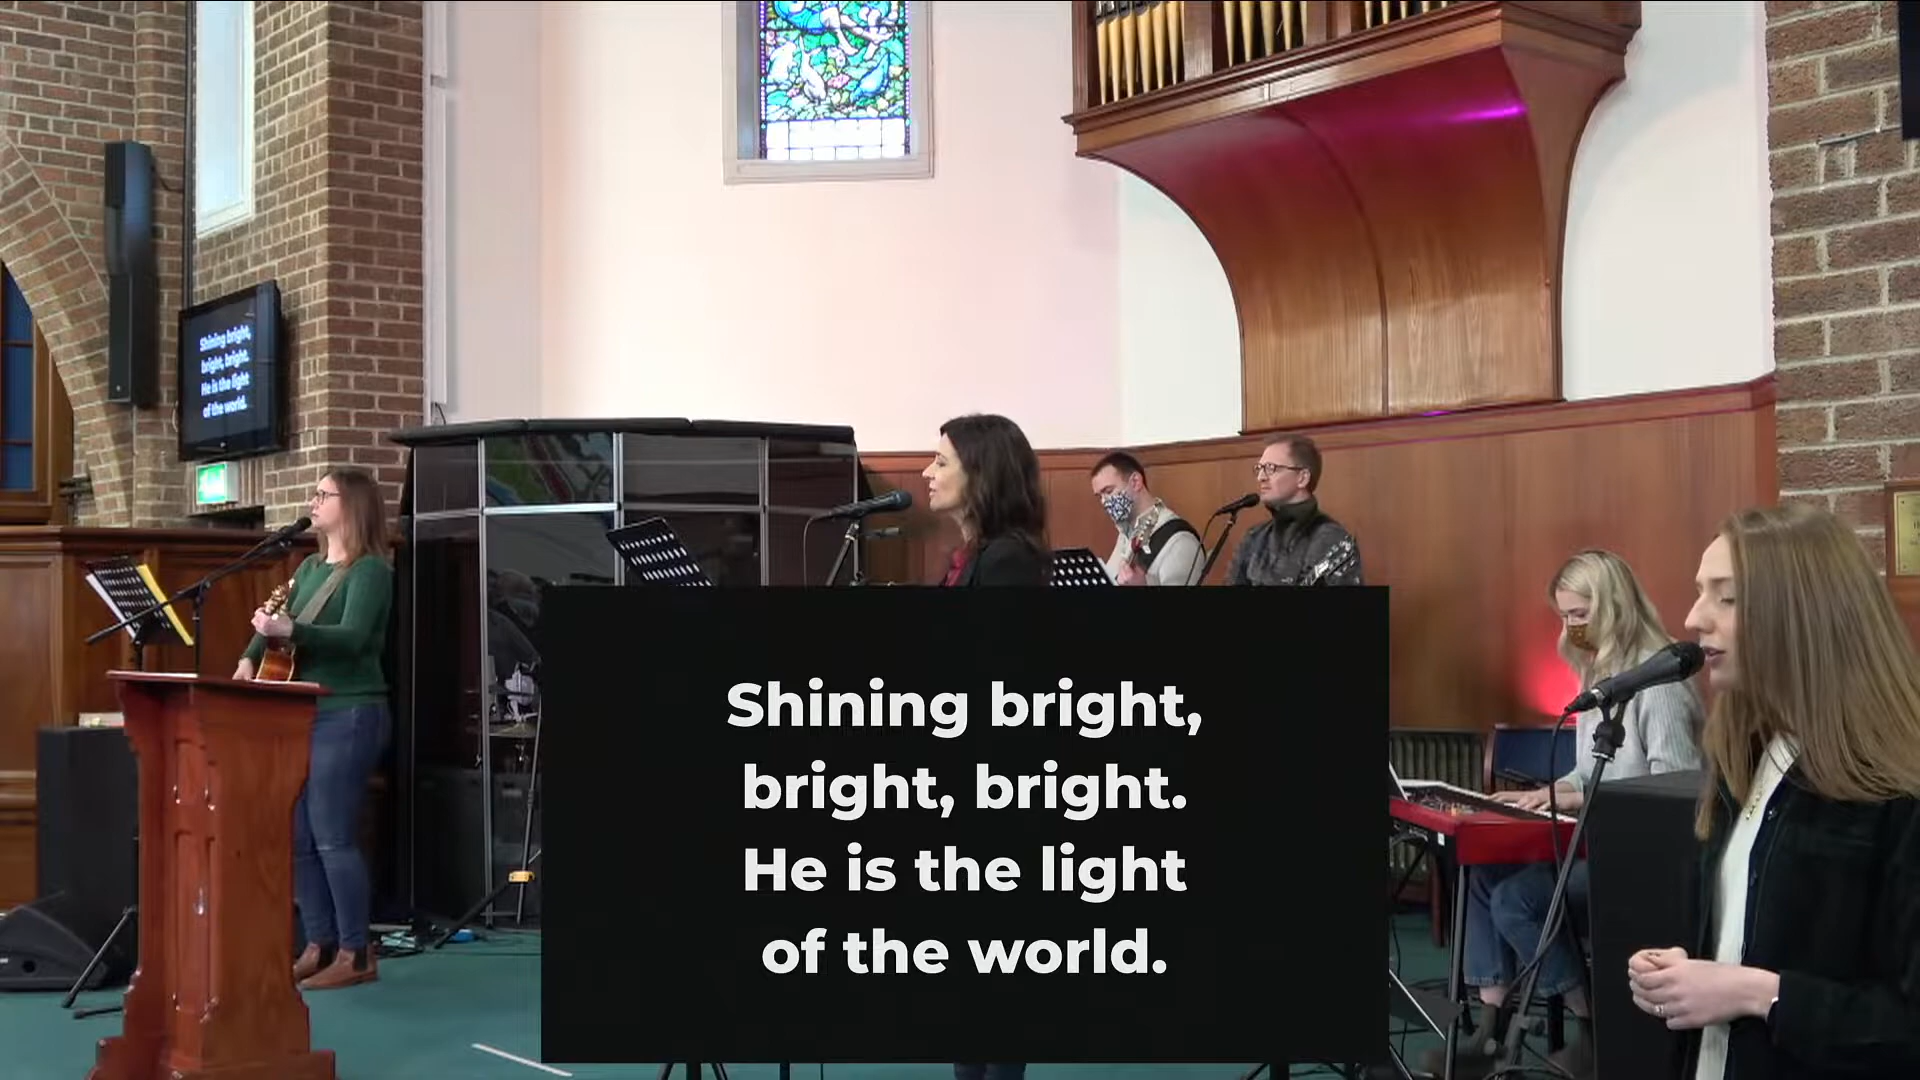 Shining bright,
bright, bright.
He is the light
of the world.
Shining bright,
bright, bright.
He is the light
of the world.